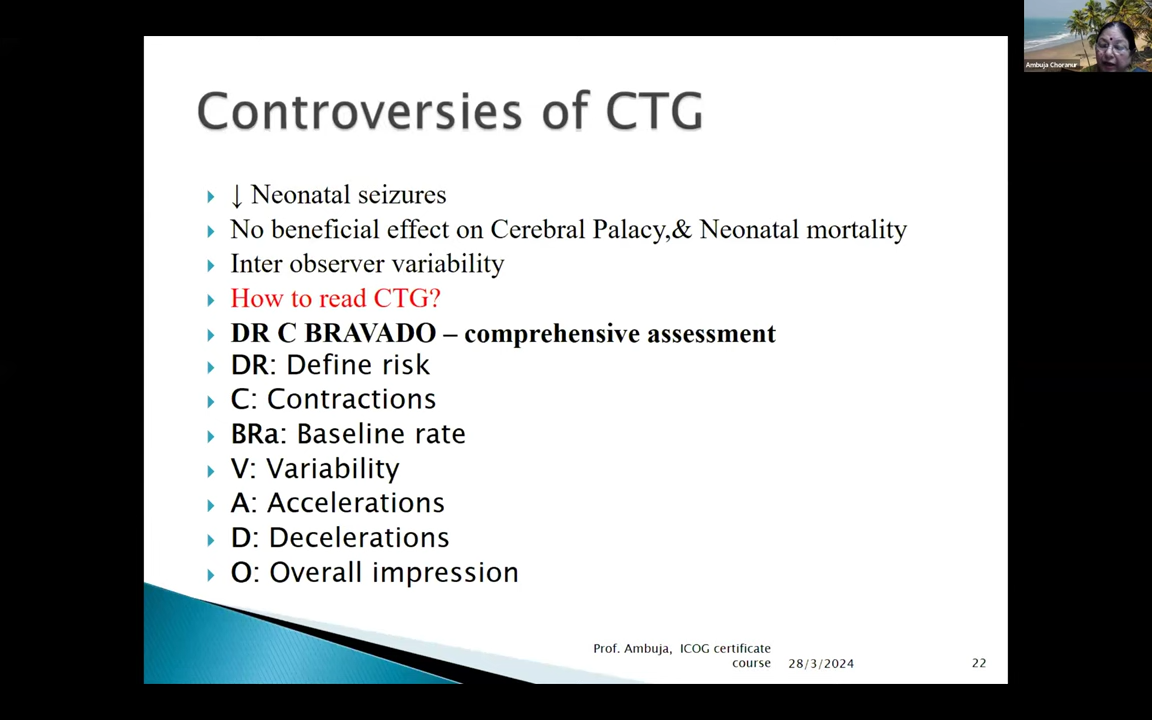 Ambuja Choranur
Controversies of CTG
↓ Neonatal seizures
No beneficial effect on Cerebral Palacy,& Neonatal mortality
Inter observer variability
How to read CTG?
DR C BRAVADO – comprehensive assessment
DR: Define risk
C: Contractions
BRa: Baseline rate
V: Variability
A: Accelerations
D: Decelerations
O: Overall impression
Prof. Ambuja, ICOG certificate
course
28/3/2024
22